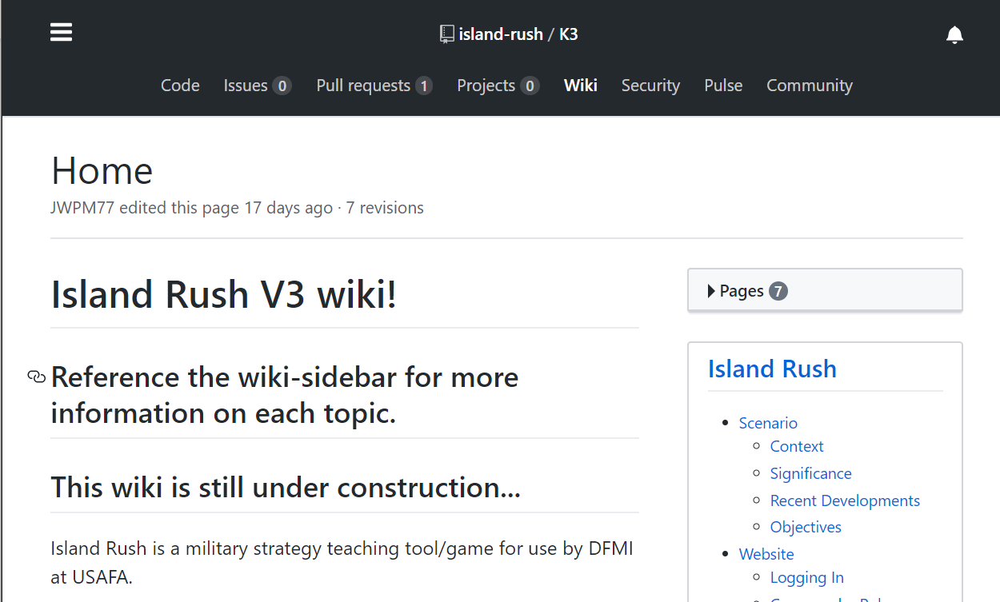 island-rush / K3
Code Issues 0 Pull requests 1 Projects 0 Wiki Security Pulse Community
Home
JWPM77 edited this page 17 days ago · 7 revisions
Island Rush V3 wiki!
Reference the wiki-sidebar for more
information on each topic.
This wiki is still under construction...
Island Rush is a military strategy teaching tool/game for use by DFMI
at USAFA.
Pages 7
Island Rush
Scenario
Context
Significance
Recent Developments
Objectives
Website
Logging In